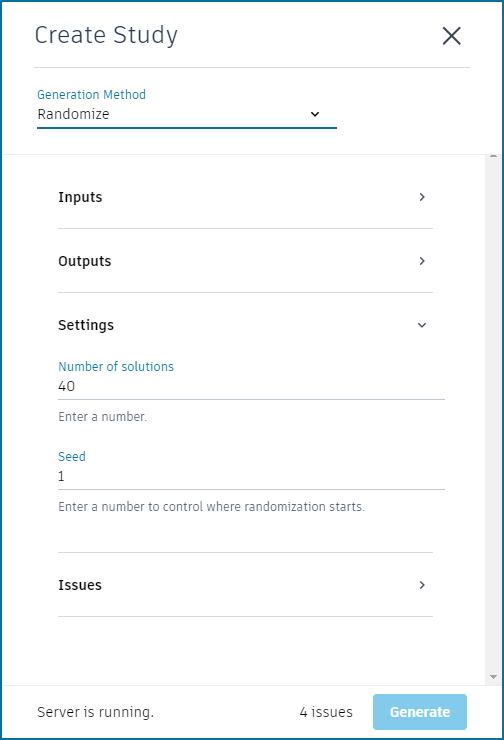 Create Study
Generation Method
Randomize
Inputs
Outputs
Settings
Number of solutions
40
Enter a number.
Seed
1
Enter a number to control where randomization starts.
Issues
Server is running.
4 issues
Generate